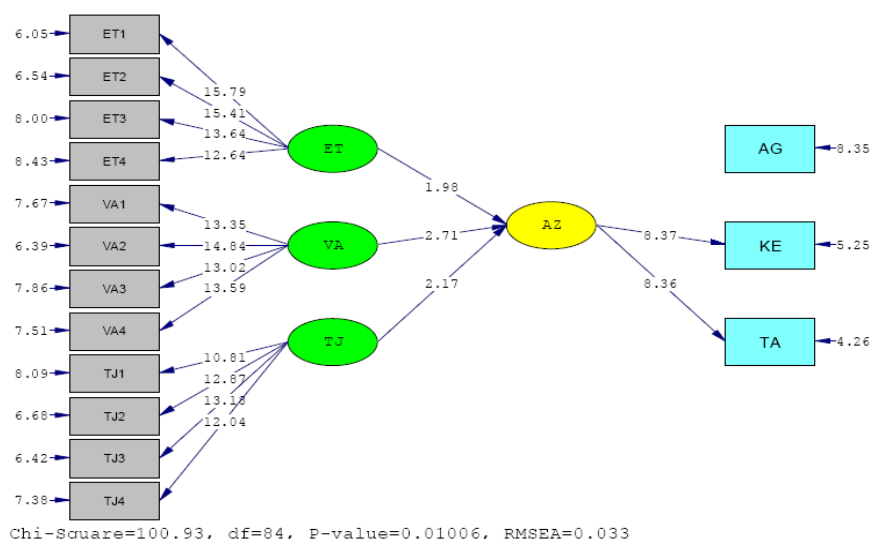 6.05 ET1
6.54 ET2
8.00 ET3
8.43 ET4
7.67 VA1
6.39 VA2
7.86 VA3
7.51 VA4
8.09 TJ1
6.68 TJ2
6.42 TJ3
7.38 TJ4
15.79
15.41
13.64
12.64
13.35
14.84
13.02
13.59
10.81
12.87
13.18
12.04
ET
VA
TJ
1.98
2.71
2.17
AZ
8.37
8.36
AG 8.35
KE 5.25
TA 4.26
Chi-Square=100.93, df=84, P-value=0.01006, RMSEA=0.033